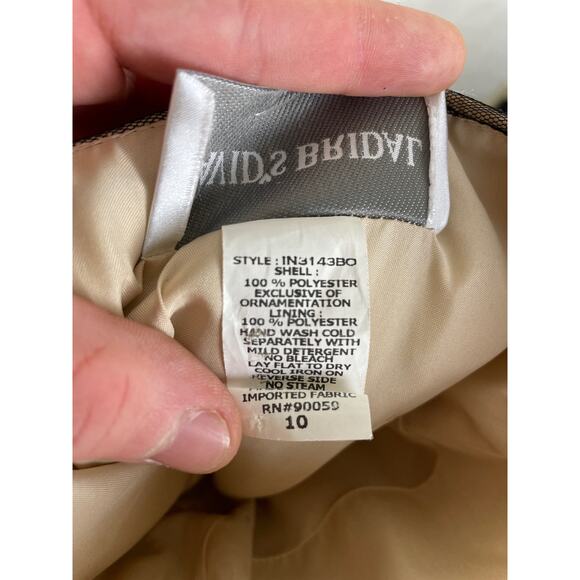 DAVID'S BRIDAL
STYLE : IN3143BO
SHELL :
100 % POLYESTER
EXCLUSIVE OF
ORNAMENTATION
LINING :
100 % POLYESTER
HAND WASH COLD
SEPARATELY WITH
MILD DETERGENT
NO BLEACH
LAY FLAT TO DRY
COOL IRON ON
REVERSE SIDE
NO STEAM
IMPORTED FABRIC
RN#90059
10